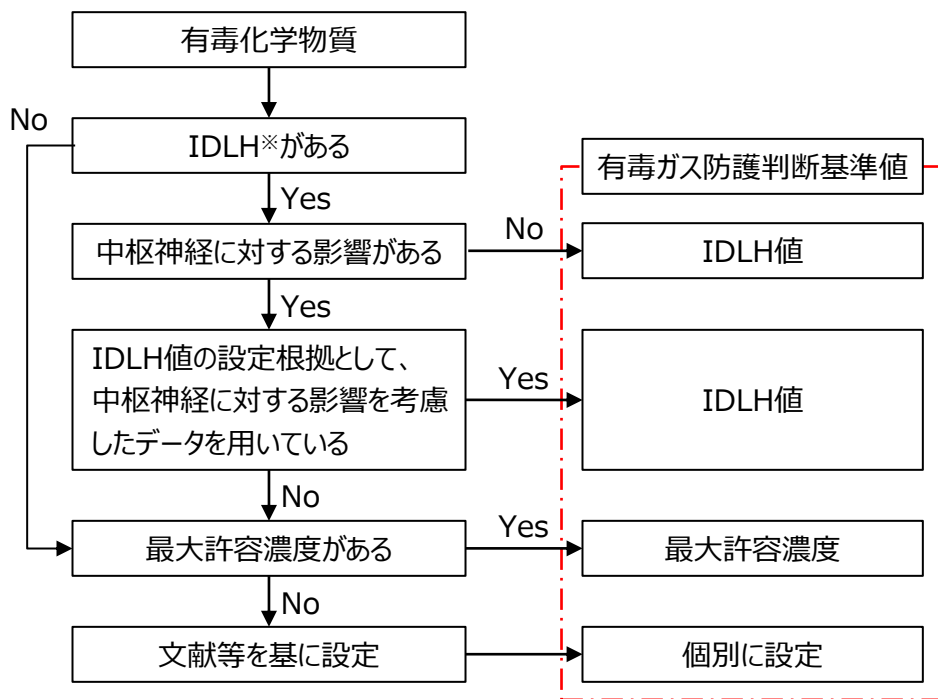 有毒化学物質
No
IDLH※がある
有毒ガス防護判断基準値
Yes
中枢神経に対する影響がある
No
IDLH値
Yes
IDLH値の設定根拠として、
中枢神経に対する影響を考慮
したデータを用いている
Yes
IDLH値
No
最大許容濃度がある
Yes
最大許容濃度
No
文献等を基に設定
個別に設定